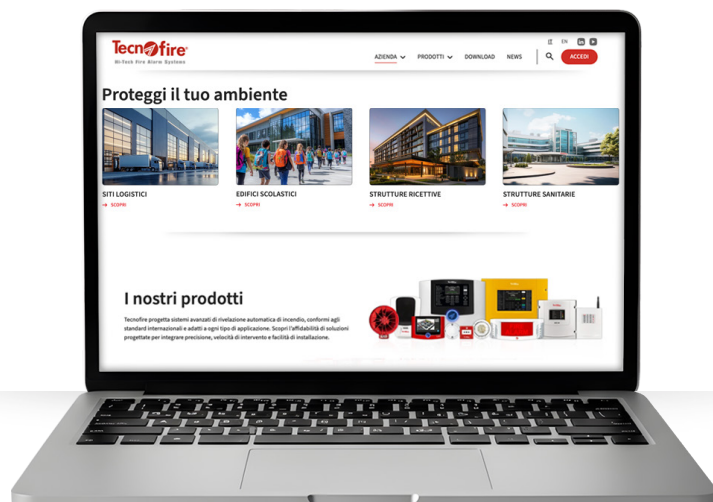 Tecnofire
Hi-Tech Fire Alarm Systems
IT EN
AZIENDA PRODOTTI DOWNLOAD NEWS ACCEDI
Proteggi il tuo ambiente
SITI LOGISTICI
SCOPRI
EDIFICI SCOLASTICI
SCOPRI
STRUTTURE RICETTIVE
SCOPRI
STRUTTURE SANITARIE
SCOPRI
I nostri prodotti
Tecnofire progetta sistemi avanzati di rivelazione automatica di incendio, conformi agli
standard internazionali e adatti a ogni tipo di applicazione. Scopri l'affidabilità di soluzioni
progettate per integrare precisione, velocità di intervento e facilità di installazione.